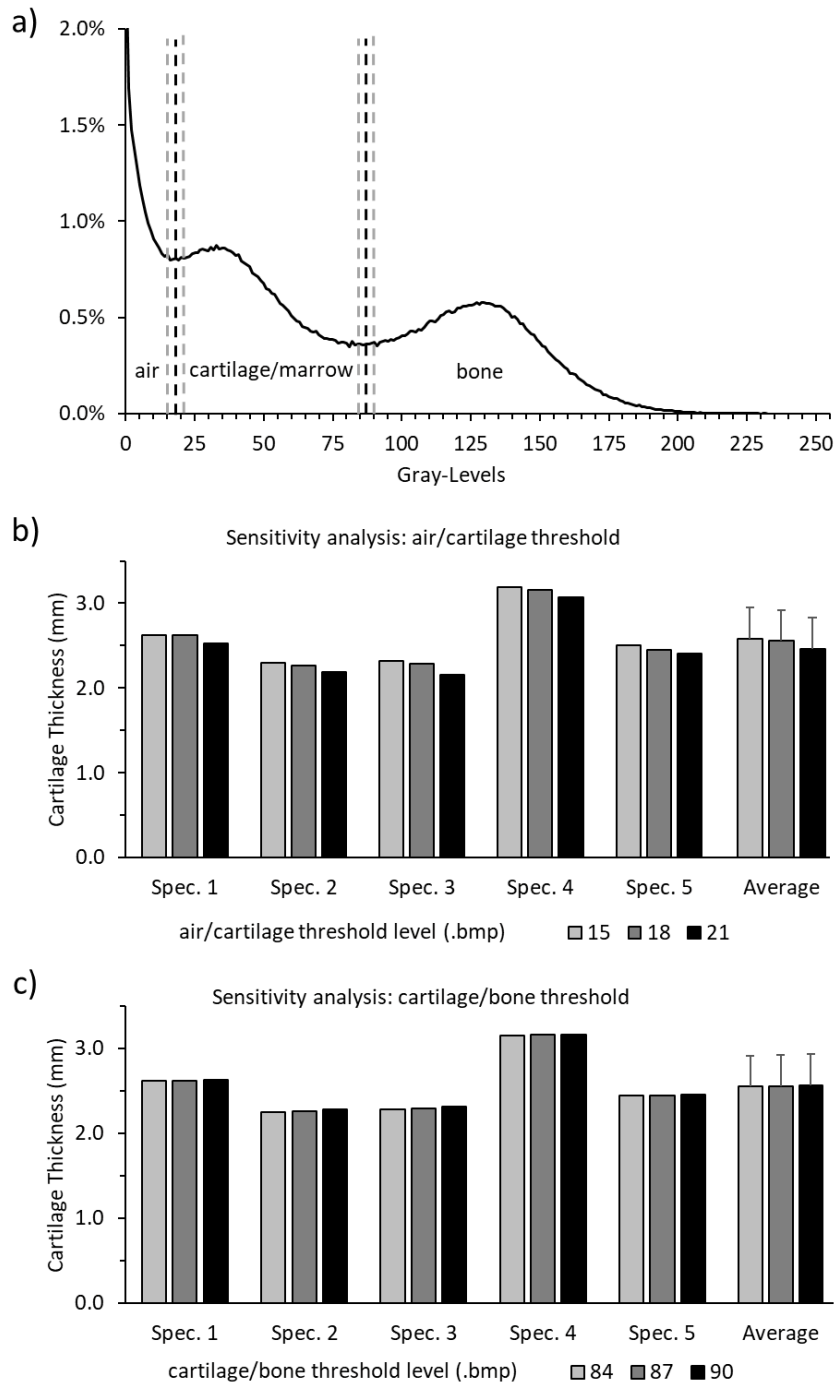 a)
2.0%
1.5%
1.0%
0.5%
0.0%
air cartilage/marrow bone
0 25 50 75 100 125 150 175 200 225 250
Gray-Levels
b)
Sensitivity analysis: air/cartilage threshold
Cartilage Thickness (mm)
3.0
2.0
1.0
0.0
Spec. 1 Spec. 2 Spec. 3 Spec. 4 Spec. 5 Average
air/cartilage threshold level (.bmp) 15 18 21
c)
Sensitivity analysis: cartilage/bone threshold
Cartilage Thickness (mm)
3.0
2.0
1.0
0.0
Spec. 1 Spec. 2 Spec. 3 Spec. 4 Spec. 5 Average
cartilage/bone threshold level (.bmp) 84 87 90